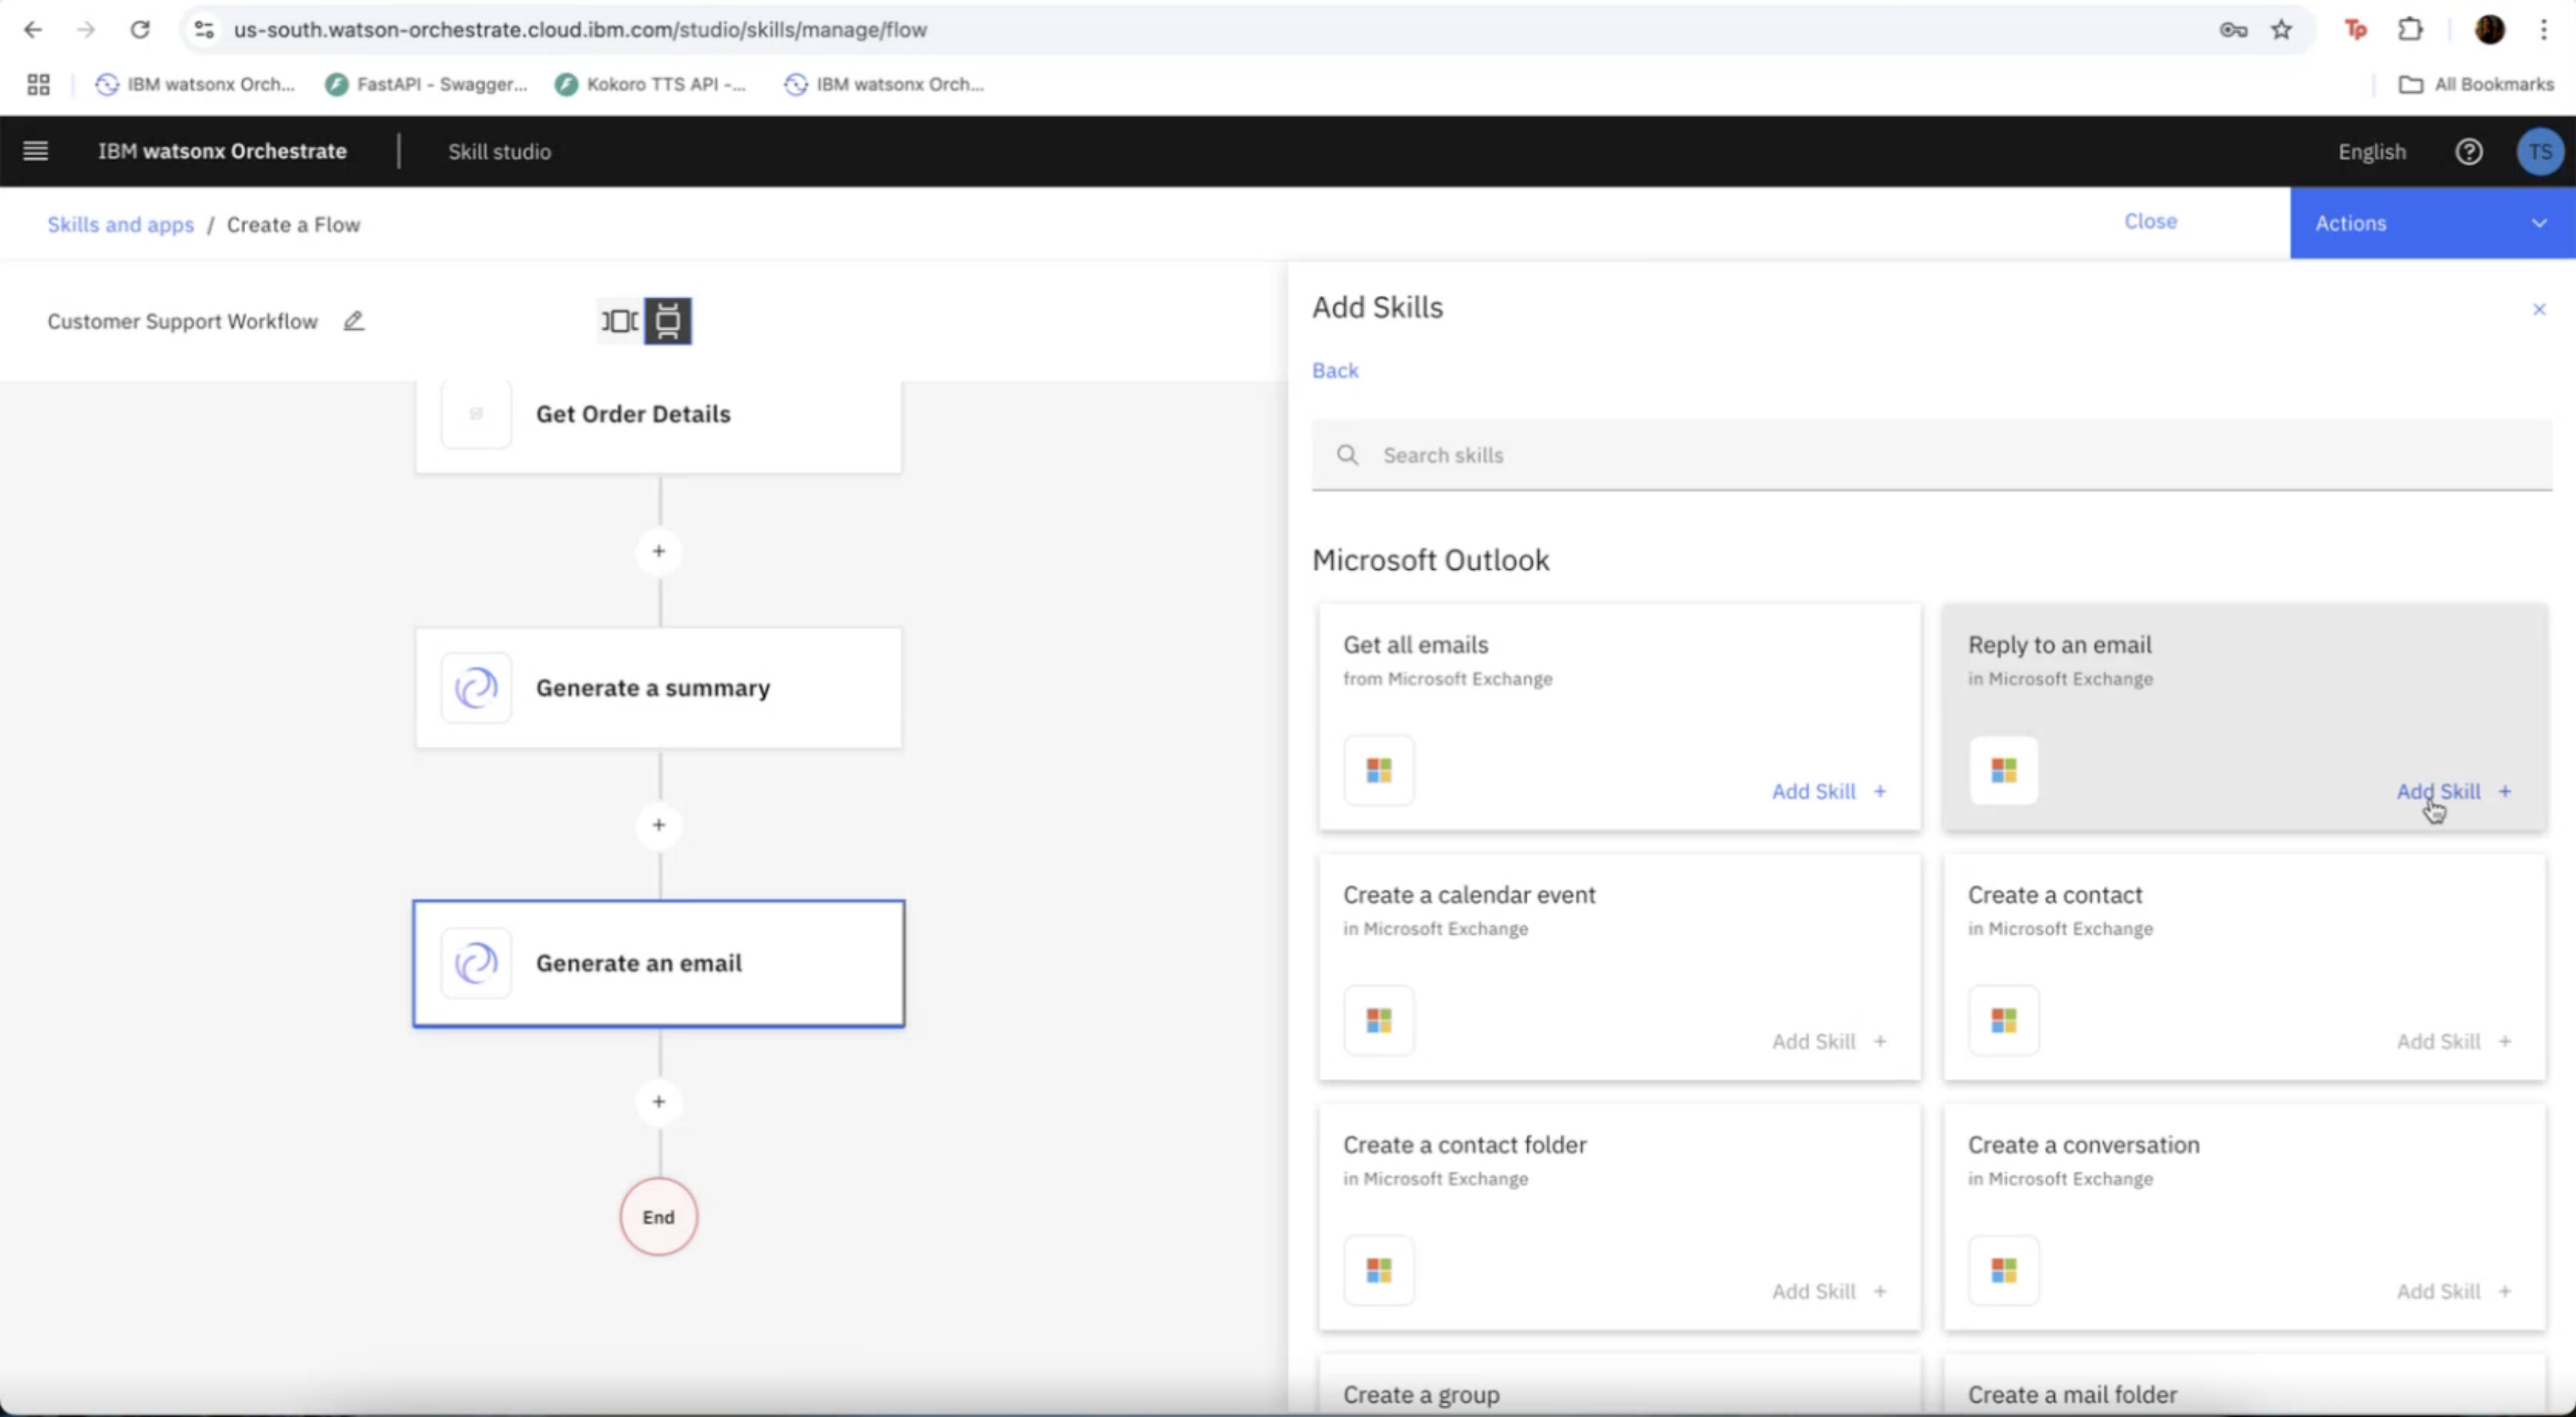 us-south.watson-orchestrate.cloud.ibm.com/studio/skills/manage/flow
Tp
IBM watsonx Orch...
FastAPI - Swagger...
Kokoro TTS API -...
IBM watsonx Orch...
All Bookmarks
IBM watsonx Orchestrate
Skill studio
English
TS
Skills and apps / Create a Flow
Close
Actions
Customer Support Workflow
Get Order Details
+
Generate a summary
+
Generate an email
+
End
Add Skills
Back
Search skills
Microsoft Outlook
Get all emails
from Microsoft Exchange
Add Skill +
Reply to an email
in Microsoft Exchange
Add Skill +
Create a calendar event
in Microsoft Exchange
Add Skill +
Create a contact
in Microsoft Exchange
Add Skill +
Create a contact folder
in Microsoft Exchange
Add Skill +
Create a conversation
in Microsoft Exchange
Add Skill +
Create a group
Create a mail folder